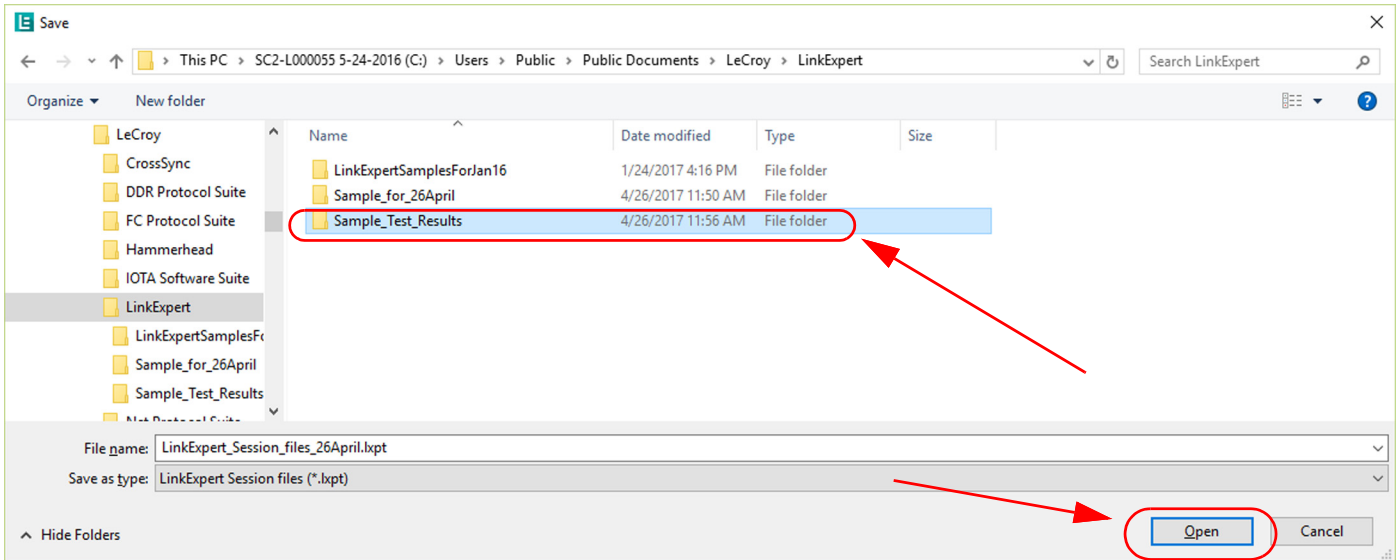 Save
This PC > SC2-L000055 5-24-2016 (C:) > Users > Public > Public Documents > LeCroy > LinkExpert
Search LinkExpert
Organize
New folder
LeCroy
CrossSync
DDR Protocol Suite
FC Protocol Suite
Hammerhead
IOTA Software Suite
LinkExpert
LinkExpertSamplesFo
Sample_for_26April
Sample_Test_Results
Net Protocol Suite
Name Date modified Type Size
LinkExpertSamplesForJan16 1/24/2017 4:16 PM File folder
Sample_for_26April 4/26/2017 11:50 AM File folder
Sample_Test_Results 4/26/2017 11:56 AM File folder
File name: LinkExpert_Session_files_26April.lxpt
Save as type: LinkExpert Session files (*.lxpt)
Hide Folders
Open
Cancel